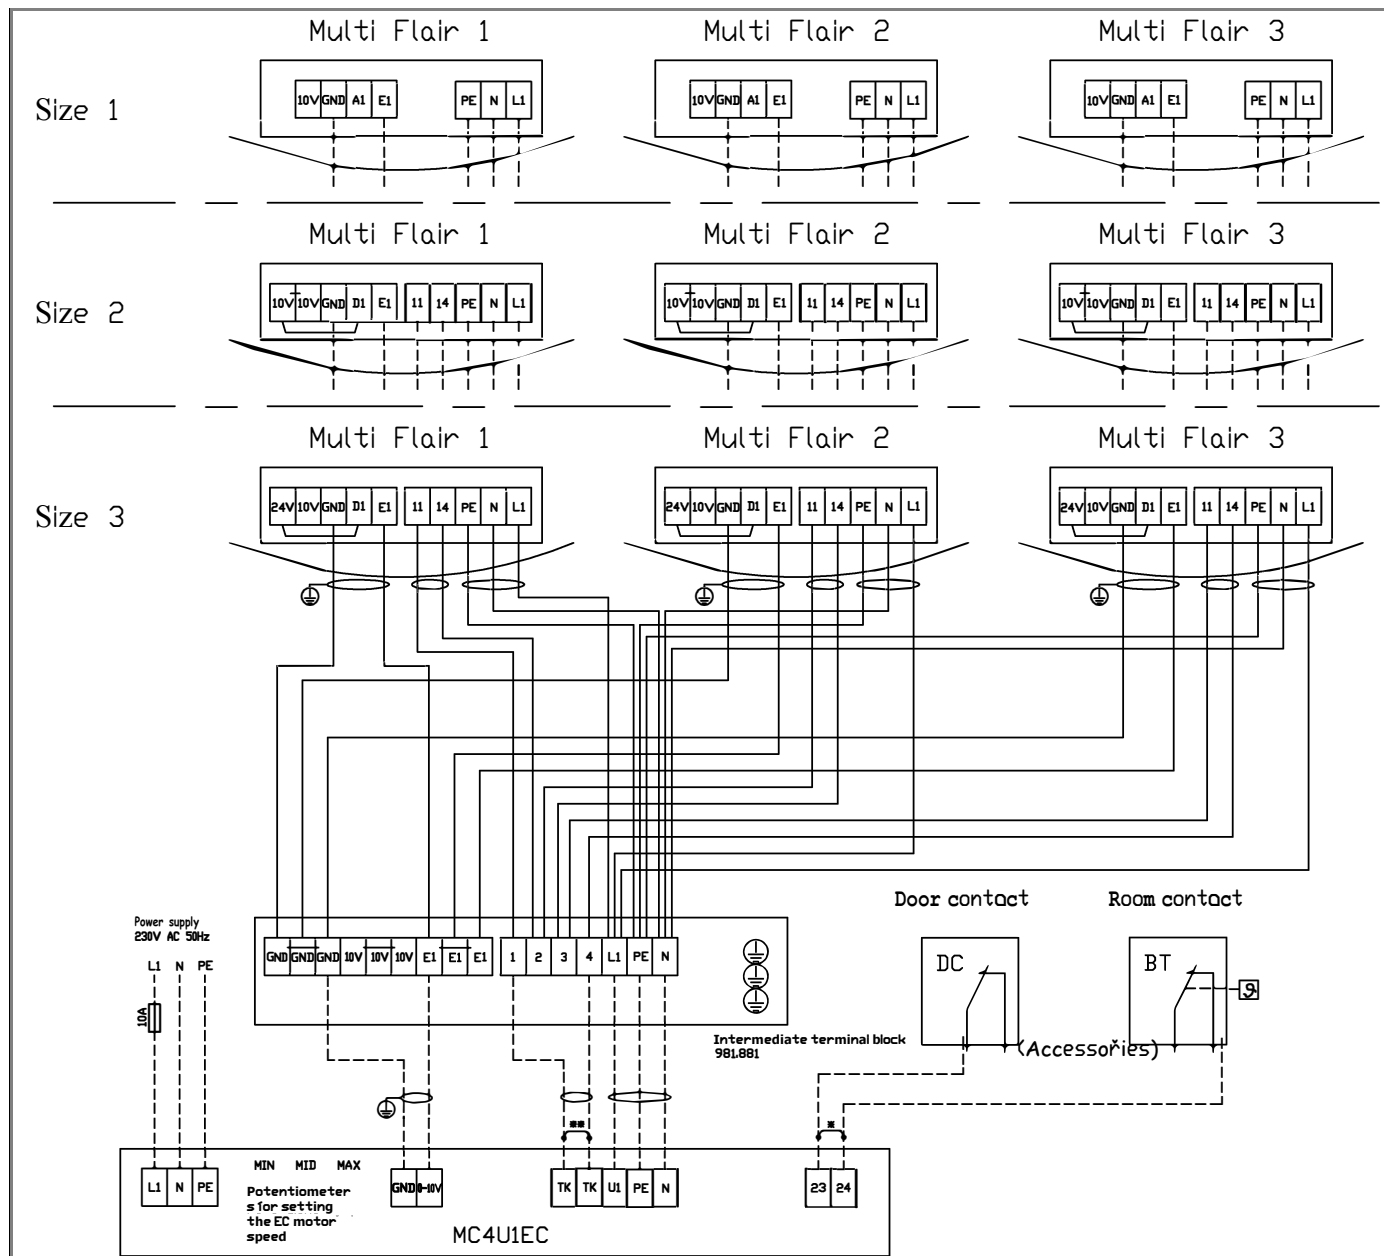 Multi Flair 1 Multi Flair 2 Multi Flair 3
Size 1
10V GND A1 E1 PE N L1 10V GND A1 E1 PE N L1 10V GND A1 E1 PE N L1
Multi Flair 1 Multi Flair 2 Multi Flair 3
Size 2
10V 10V GND D1 E1 11 14 PE N L1 10V 10V GND D1 E1 11 14 PE N L1 10V 10V GND D1 E1 11 14 PE N L1
Multi Flair 1 Multi Flair 2 Multi Flair 3
Size 3
24V 10V GND D1 E1 11 14 PE N L1 24V 10V GND D1 E1 11 14 PE N L1 24V 10V GND D1 E1 11 14 PE N L1
Door contact Room contact
Power supply
230V AC 50Hz
L1 N PE
10A
GND GND GND 10V 10V 10V E1 E1 E1 1 2 3 4 L1 PE N
DC BT ϑ
(Accessories)
Intermediate terminal block
981.881
** *
MIN MID MAX
L1 N PE
Potentiometer
s for setting
the EC motor
speed
GND 0-10V TK TK U1 PE N 23 24
MC4U1EC